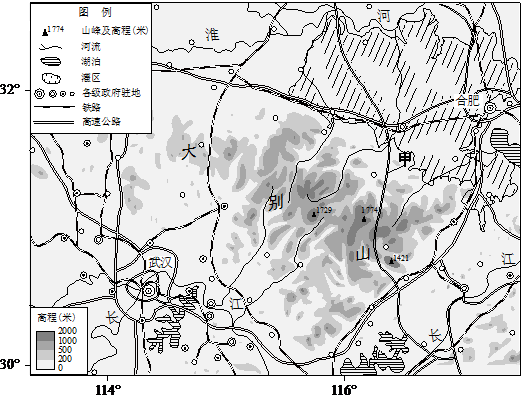 图 例
1774 山峰及高程(米)
河流
湖泊
灌区
各级政府驻地
铁路
高速公路
淮
河
32°
合肥
甲
大
别
山
1729
1774
1421
武汉
长
江
长
江
高程(米)
2000
1000
500
200
0
30°
114°
116°